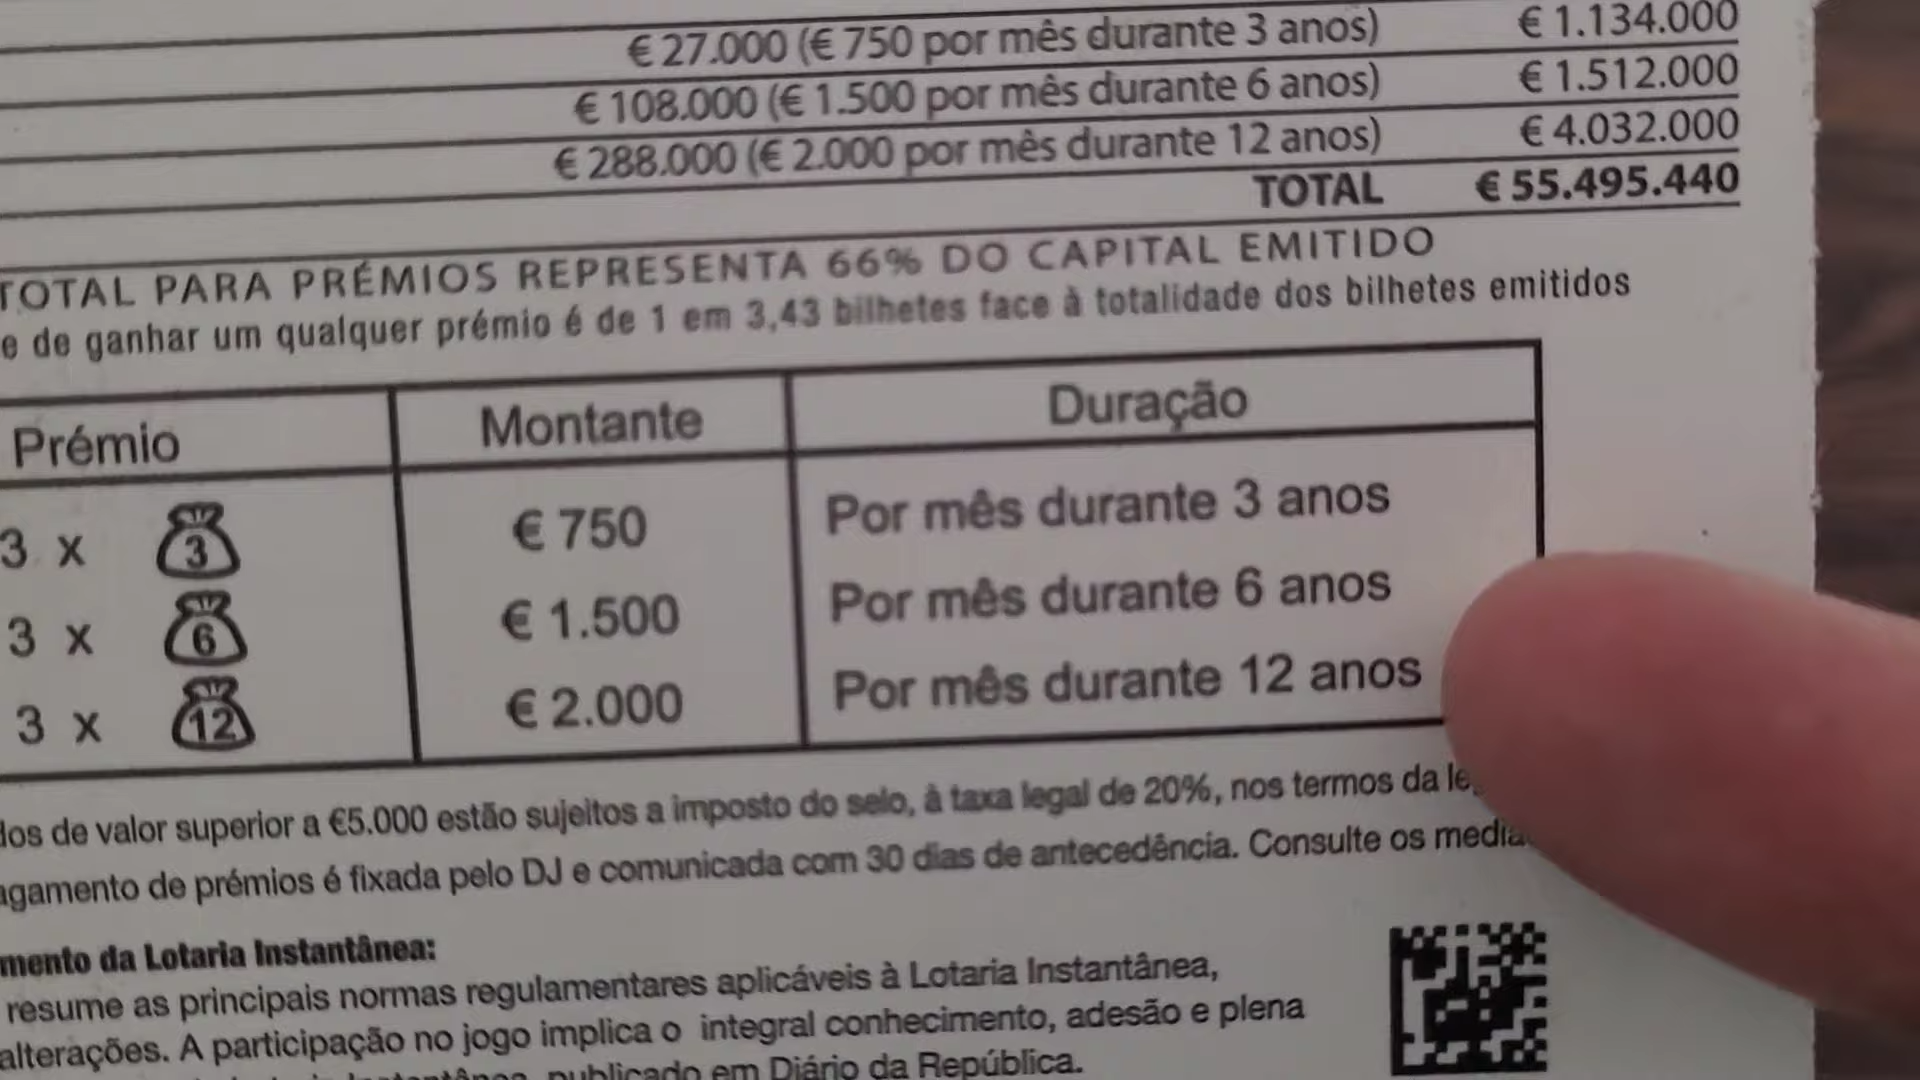 € 27.000 (€ 750 por mês durante 3 anos) € 1.134.000
€ 108.000 (€ 1.500 por mês durante 6 anos) € 1.512.000
€ 288.000 (€ 2.000 por mês durante 12 anos) € 4.032.000
TOTAL € 55.495.440
TOTAL PARA PRÉMIOS REPRESENTA 66% DO CAPITAL EMITIDO
e de ganhar um qualquer prémio é de 1 em 3,43 bilhetes face à totalidade dos bilhetes emitidos
Prémio Montante Duração
3 x 3 € 750 Por mês durante 3 anos
3 x 6 € 1.500 Por mês durante 6 anos
3 x 12 € 2.000 Por mês durante 12 anos
de valor superior a €5.000 estão sujeitos a imposto do selo, à taxa legal de 20%, nos termos da
de prémios é fixada pelo DJ e comunicada com 30 dias de antecedência. Consulte os
mento da Lotaria Instantânea:
resume as principais normas regulamentares aplicáveis à Lotaria Instantânea,
alterações. A participação no jogo implica o integral conhecimento, adesão e plena
publicado em Diário da República.